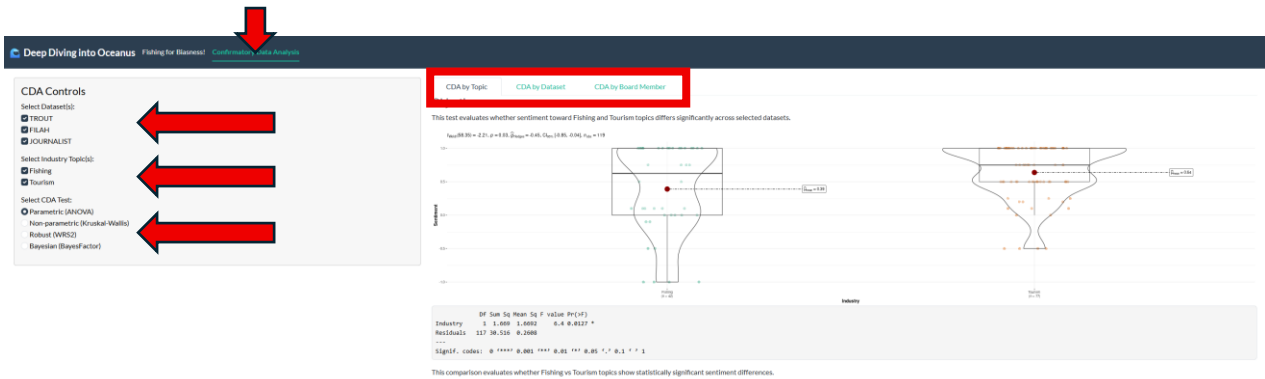 Deep Diving into Oceanus Fishing for Biasness! Confirmatory Data Analysis
CDA Controls
Select Dataset(s):
TROUT
FILAH
JOURNALIST
Select Industry Topic(s):
Fishing
Tourism
Select CDA Test:
Parametric (ANOVA)
Non-parametric (Kruskal-Wallis)
Robust (WRS2)
Bayesian (BayesFactor)
CDA by Topic CDA by Dataset CDA by Board Member
This test evaluates whether sentiment toward Fishing and Tourism topics differs significantly across selected datasets.
Sentiment
Fishing
Tourism
Industry
Df Sum Sq Mean Sq F value Pr(>F)
Industry 1 1.669 1.6692 6.4 0.0127 *
Residuals 117 30.516 0.2608
---
Signif. codes: 0 '***' 0.001 '**' 0.01 '*' 0.05 '.' 0.1 ' ' 1
This comparison evaluates whether Fishing vs Tourism topics show statistically significant sentiment differences.